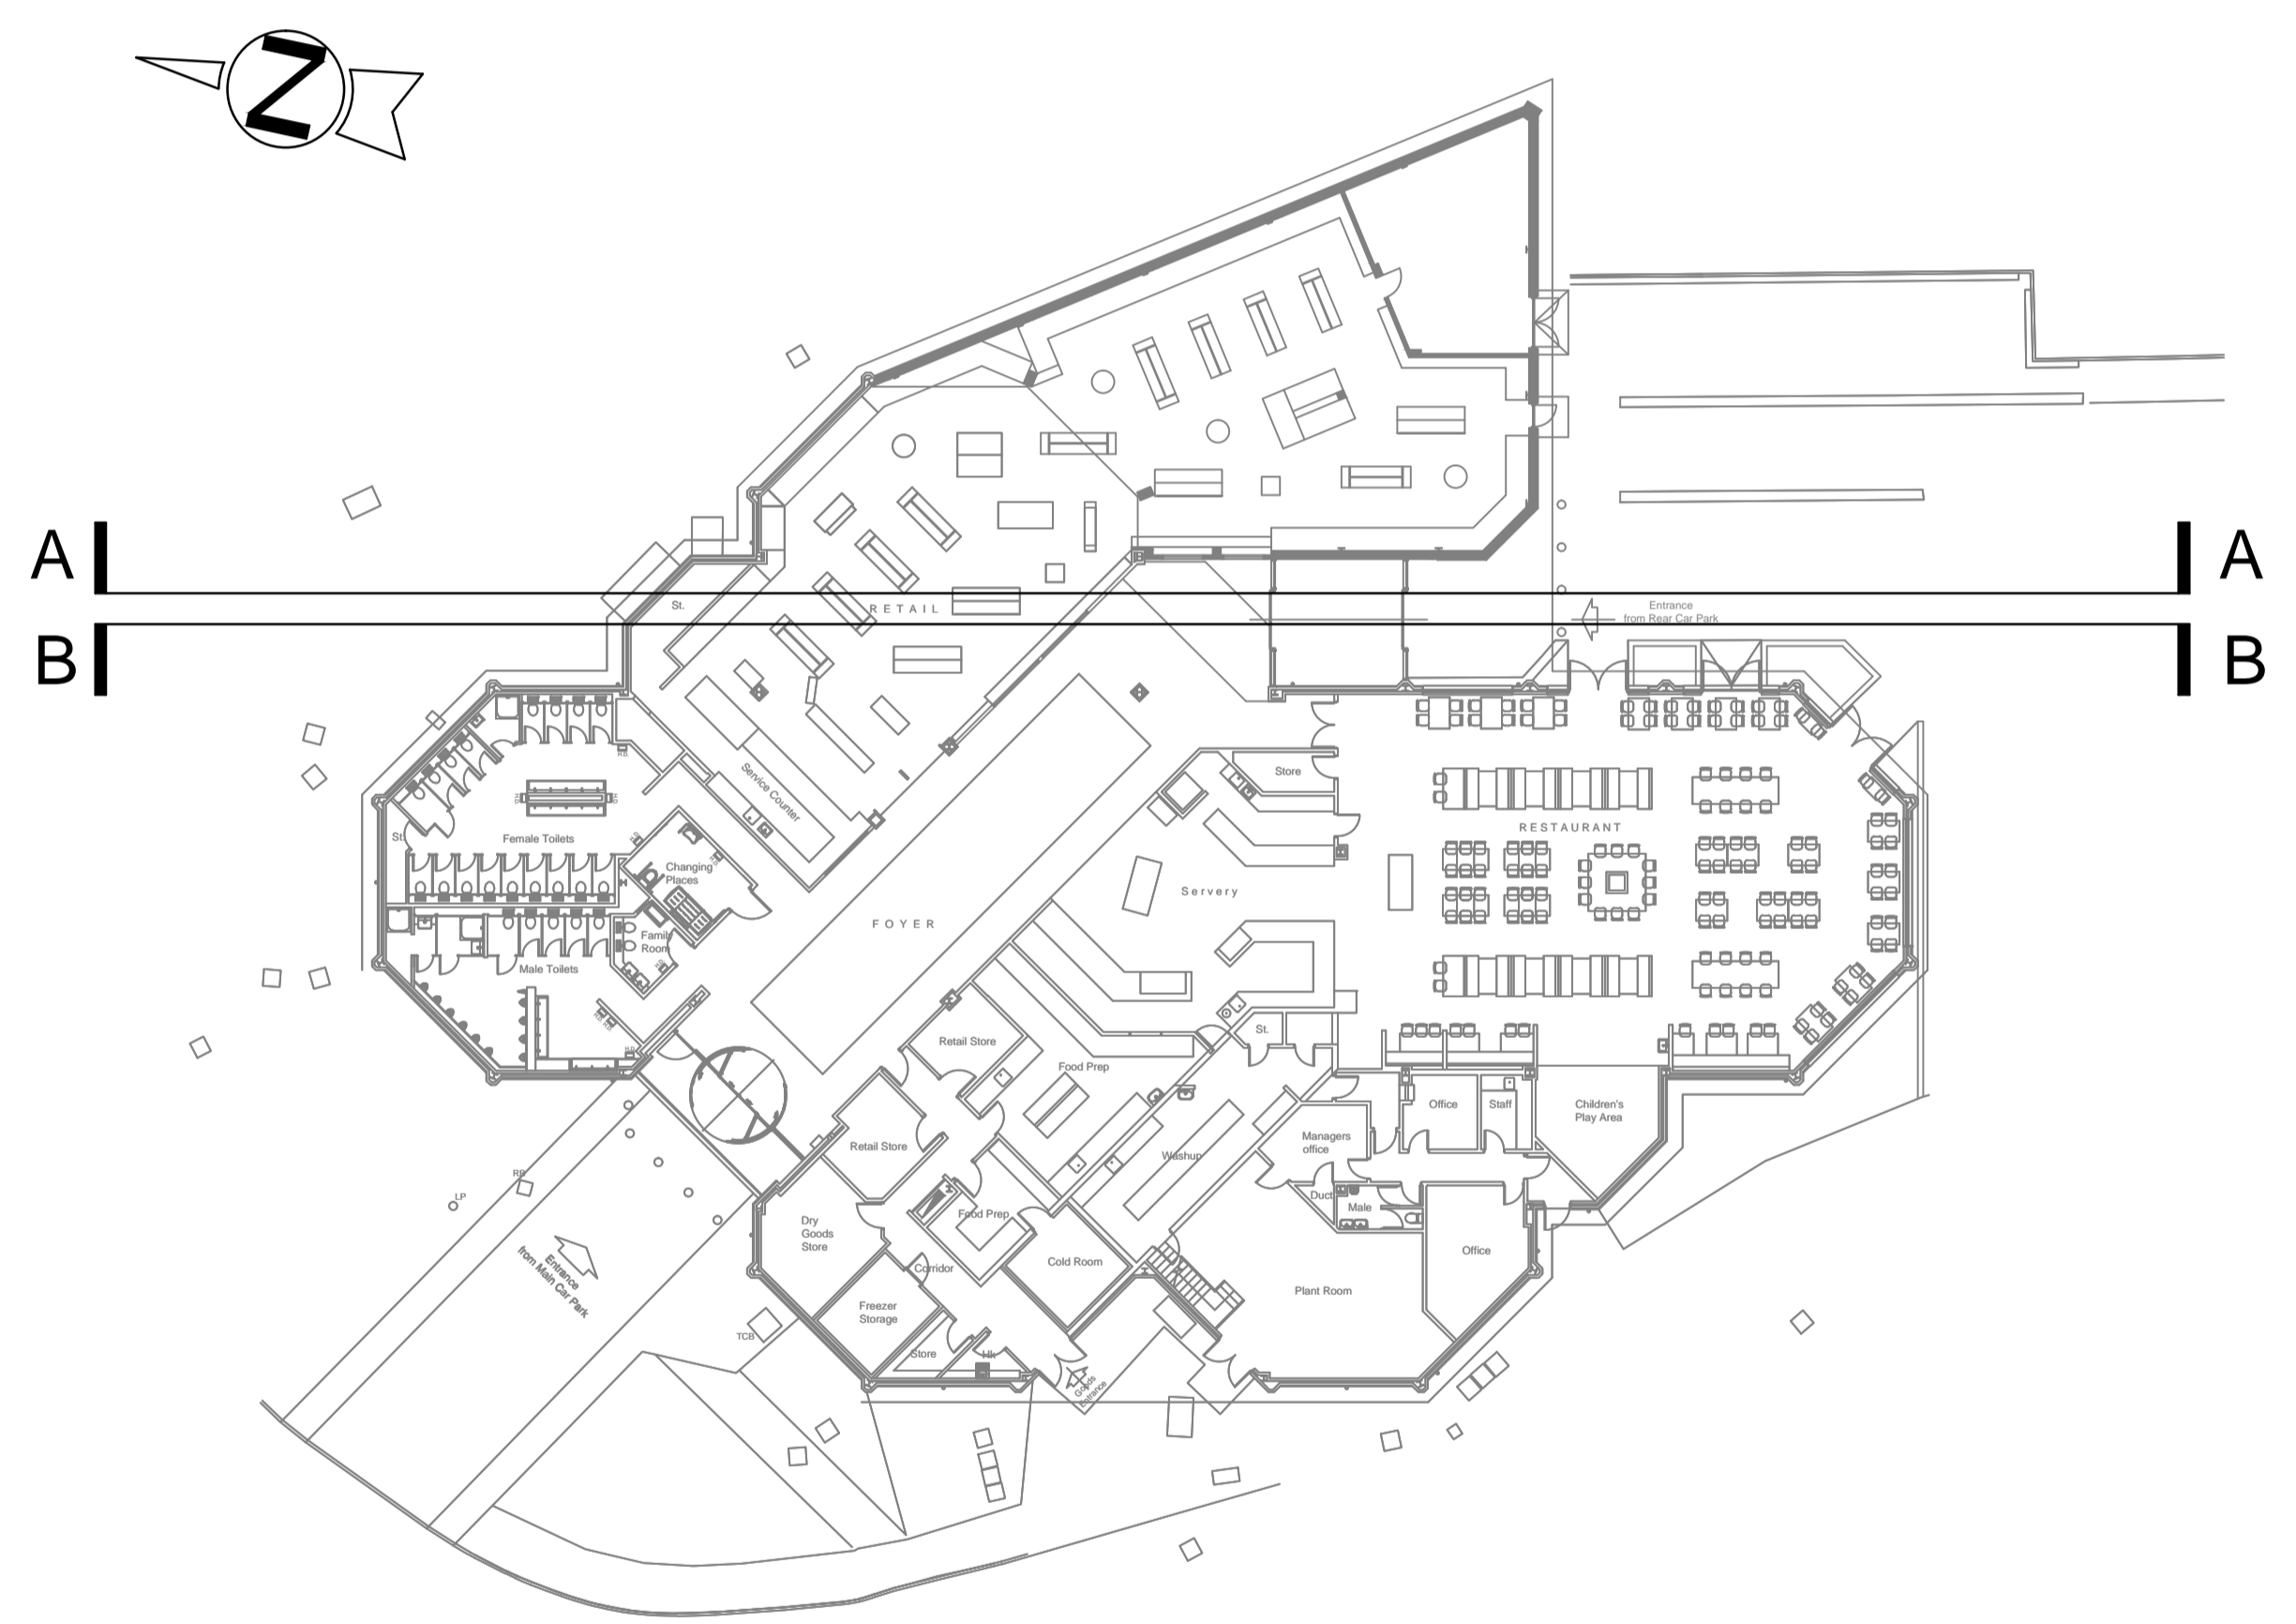 N
A
A
B
B
St.
RETAIL
Entrance
from Rear Car Park
Service Counter
H.D.
H.D.
H.D.
St.
Female Toilets
H.D.
H.D.
Changing
Places
Family
Room
H.D.
Male Toilets
H.D.
H.D.
H.D.
FOYER
Store
Servery
RESTAURANT
St.
Retail Store
Food Prep
Retail Store
Washup
Managers
office
Office
Staff
Children's
Play Area
Duct
Male
Office
Plant Room
Food Prep
Cold Room
Dry
Goods
Store
Corridor
Freezer
Storage
Store
Hk
Goods
Entrance
RP
LP
TCB
Entrance
from Main Car Park